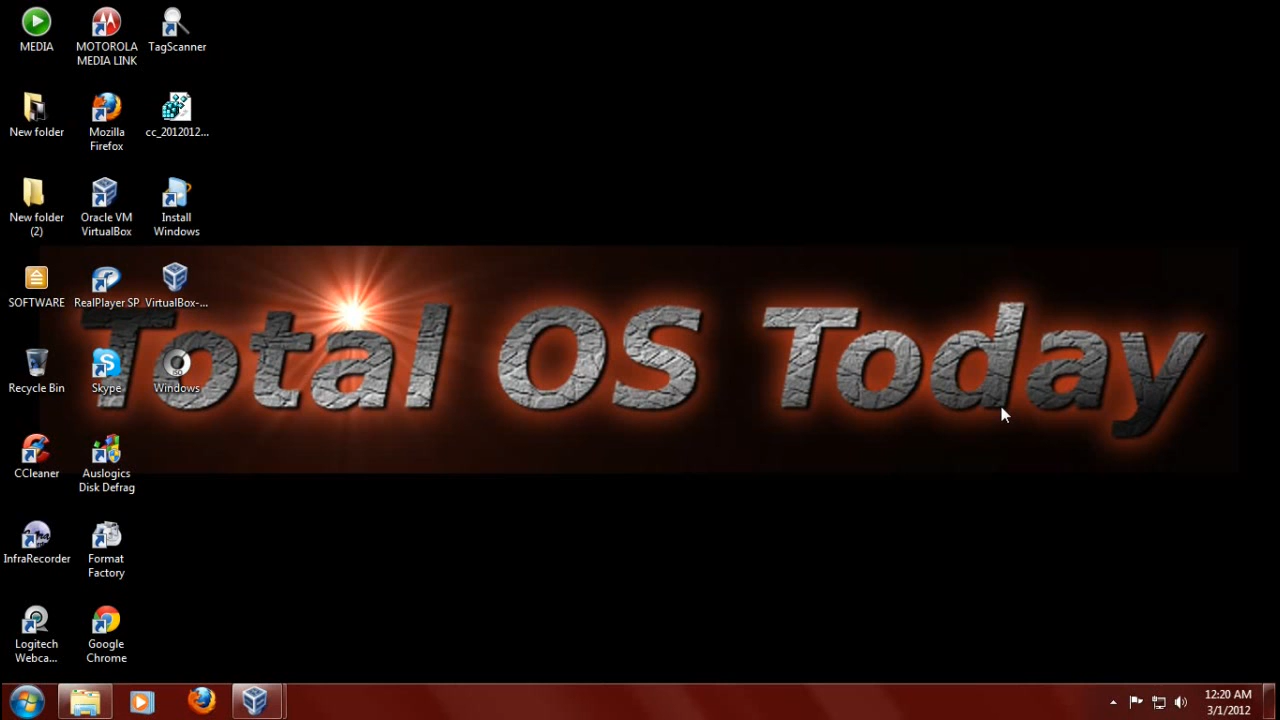 MEDIA
MOTOROLA
MEDIA LINK
TagScanner
New folder
Mozilla
Firefox
cc_2012012...
New folder
(2)
Oracle VM
VirtualBox
Install
Windows
SOFTWARE
RealPlayer SP
VirtualBox-...
Total OS Today
Recycle Bin
Skype
Windows
CCleaner
Auslogics
Disk Defrag
InfraRecorder
Format
Factory
Logitech
Webca...
Google
Chrome
12:20 AM
3/1/2012